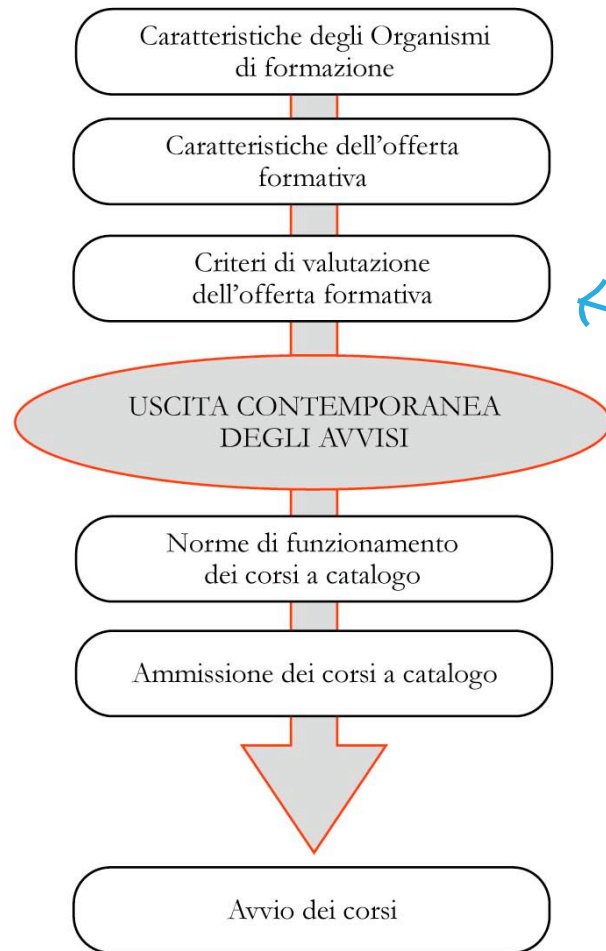 Caratteristiche degli Organismi
di formazione
Caratteristiche dell’offerta
formativa
Criteri di valutazione
dell’offerta formativa
USCITA CONTEMPORANEA
DEGLI AVVISI
Norme di funzionamento
dei corsi a catalogo
Ammissione dei corsi a catalogo
Avvio dei corsi